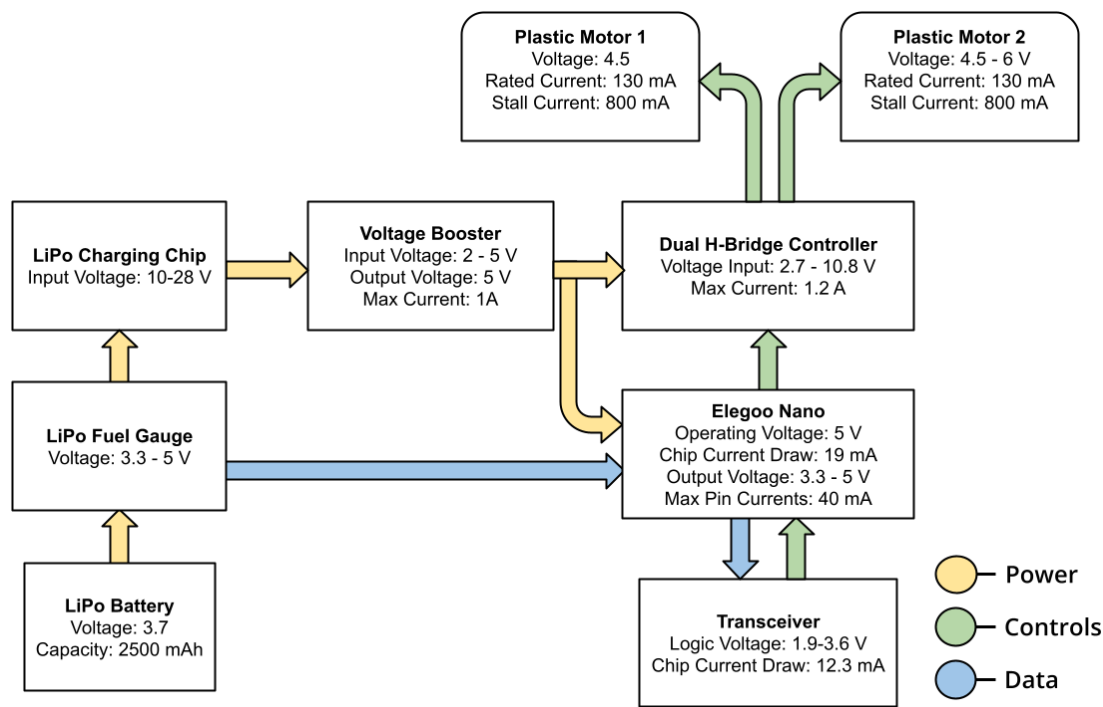 Plastic Motor 1
Voltage: 4.5
Rated Current: 130 mA
Stall Current: 800 mA
Plastic Motor 2
Voltage: 4.5 - 6 V
Rated Current: 130 mA
Stall Current: 800 mA
LiPo Charging Chip
Input Voltage: 10-28 V
Voltage Booster
Input Voltage: 2 - 5 V
Output Voltage: 5 V
Max Current: 1A
Dual H-Bridge Controller
Voltage Input: 2.7 - 10.8 V
Max Current: 1.2 A
LiPo Fuel Gauge
Voltage: 3.3 - 5 V
Elegoo Nano
Operating Voltage: 5 V
Chip Current Draw: 19 mA
Output Voltage: 3.3 - 5 V
Max Pin Currents: 40 mA
LiPo Battery
Voltage: 3.7
Capacity: 2500 mAh
Transceiver
Logic Voltage: 1.9-3.6 V
Chip Current Draw: 12.3 mA
Power
Controls
Data